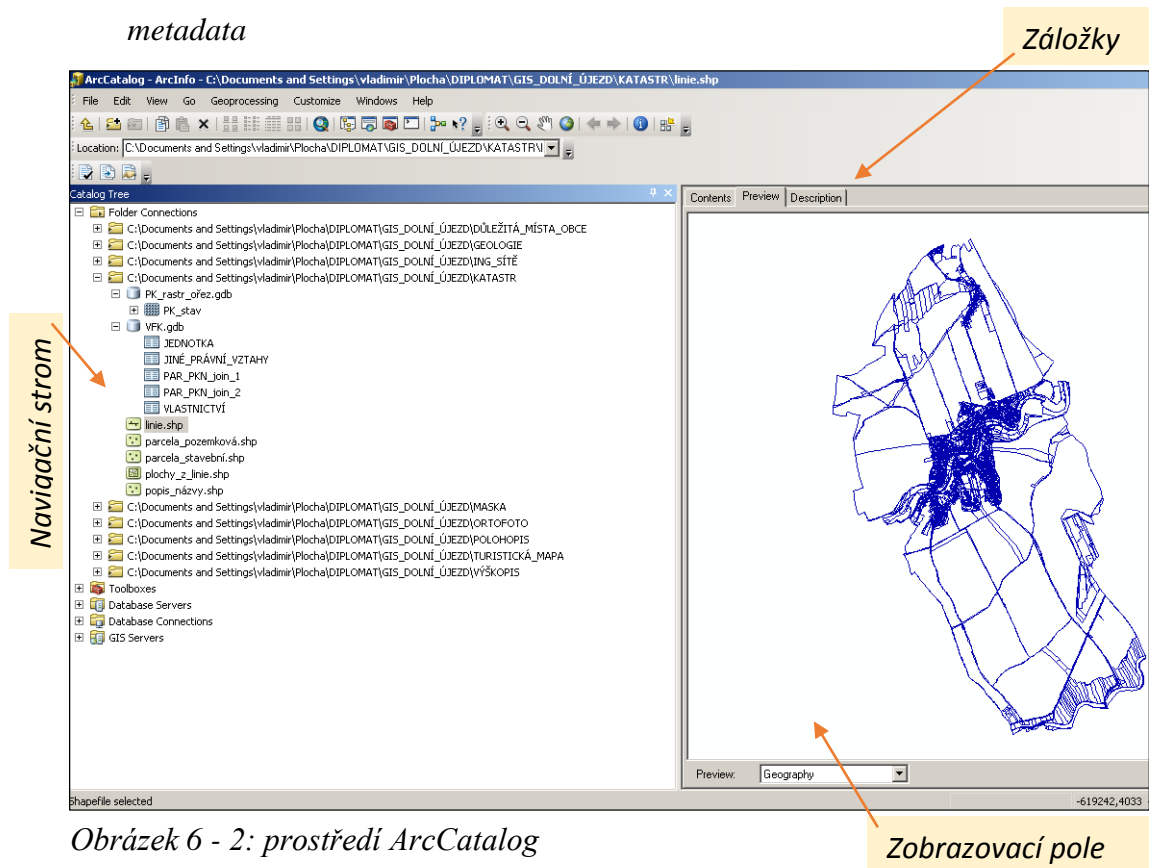 metadata
Záložky
ArcCatalog - ArcInfo - C:\Documents and Settings\vladimir\Plocha\DIPLOMAT\GIS_DOLNÍ_ÚJEZD\KATASTR\linie.shp
File Edit View Go Geoprocessing Customize Windows Help
Location: C:\Documents and Settings\vladimir\Plocha\DIPLOMAT\GIS_DOLNÍ_ÚJEZD\KATASTR\l
Catalog Tree
Contents Preview Description
Folder Connections
C:\Documents and Settings\vladimir\Plocha\DIPLOMAT\GIS_DOLNÍ_ÚJEZD\DŮLEŽITÁ_MÍSTA_OBCE
C:\Documents and Settings\vladimir\Plocha\DIPLOMAT\GIS_DOLNÍ_ÚJEZD\GEOLOGIE
C:\Documents and Settings\vladimir\Plocha\DIPLOMAT\GIS_DOLNÍ_ÚJEZD\ING_SÍTĚ
C:\Documents and Settings\vladimir\Plocha\DIPLOMAT\GIS_DOLNÍ_ÚJEZD\KATASTR
PK_rastr_ořez.gdb
PK_stav
VFK.gdb
JEDNOTKA
JINÉ_PRÁVNÍ_VZTAHY
PAR_PKN_join_1
PAR_PKN_join_2
VLASTNICTVÍ
linie.shp
parcela_pozemková.shp
parcela_stavební.shp
plochy_z_linie.shp
popis_názvy.shp
C:\Documents and Settings\vladimir\Plocha\DIPLOMAT\GIS_DOLNÍ_ÚJEZD\MASKA
C:\Documents and Settings\vladimir\Plocha\DIPLOMAT\GIS_DOLNÍ_ÚJEZD\ORTOFOTO
C:\Documents and Settings\vladimir\Plocha\DIPLOMAT\GIS_DOLNÍ_ÚJEZD\POLOHOPIS
C:\Documents and Settings\vladimir\Plocha\DIPLOMAT\GIS_DOLNÍ_ÚJEZD\TURISTICKÁ_MAPA
C:\Documents and Settings\vladimir\Plocha\DIPLOMAT\GIS_DOLNÍ_ÚJEZD\VÝŠKOPIS
Toolboxes
Database Servers
Database Connections
GIS Servers
Navigační strom
Preview: Geography
Shapefile selected
-619242,4033
Obrázek 6 - 2: prostředí ArcCatalog
Zobrazovací pole